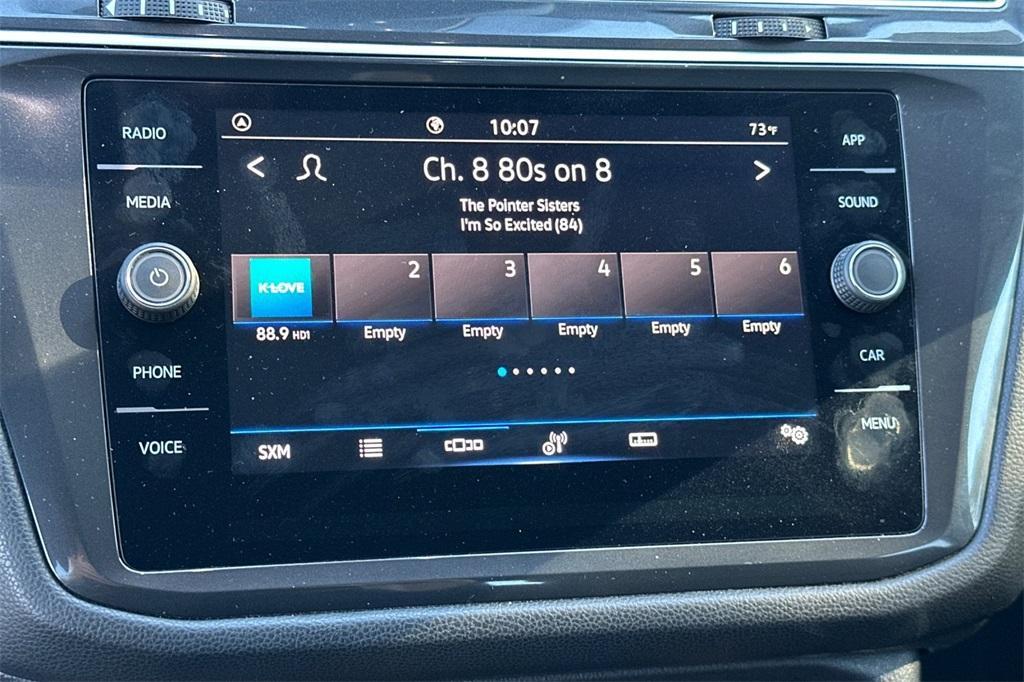 10:07
73°F
RADIO
MEDIA
PHONE
VOICE
Ch. 8 80s on 8
The Pointer Sisters
I'm So Excited (84)
K-LOVE
2
3
4
5
6
88.9 HD1
Empty
Empty
Empty
Empty
Empty
SXM
APP
SOUND
CAR
MENU